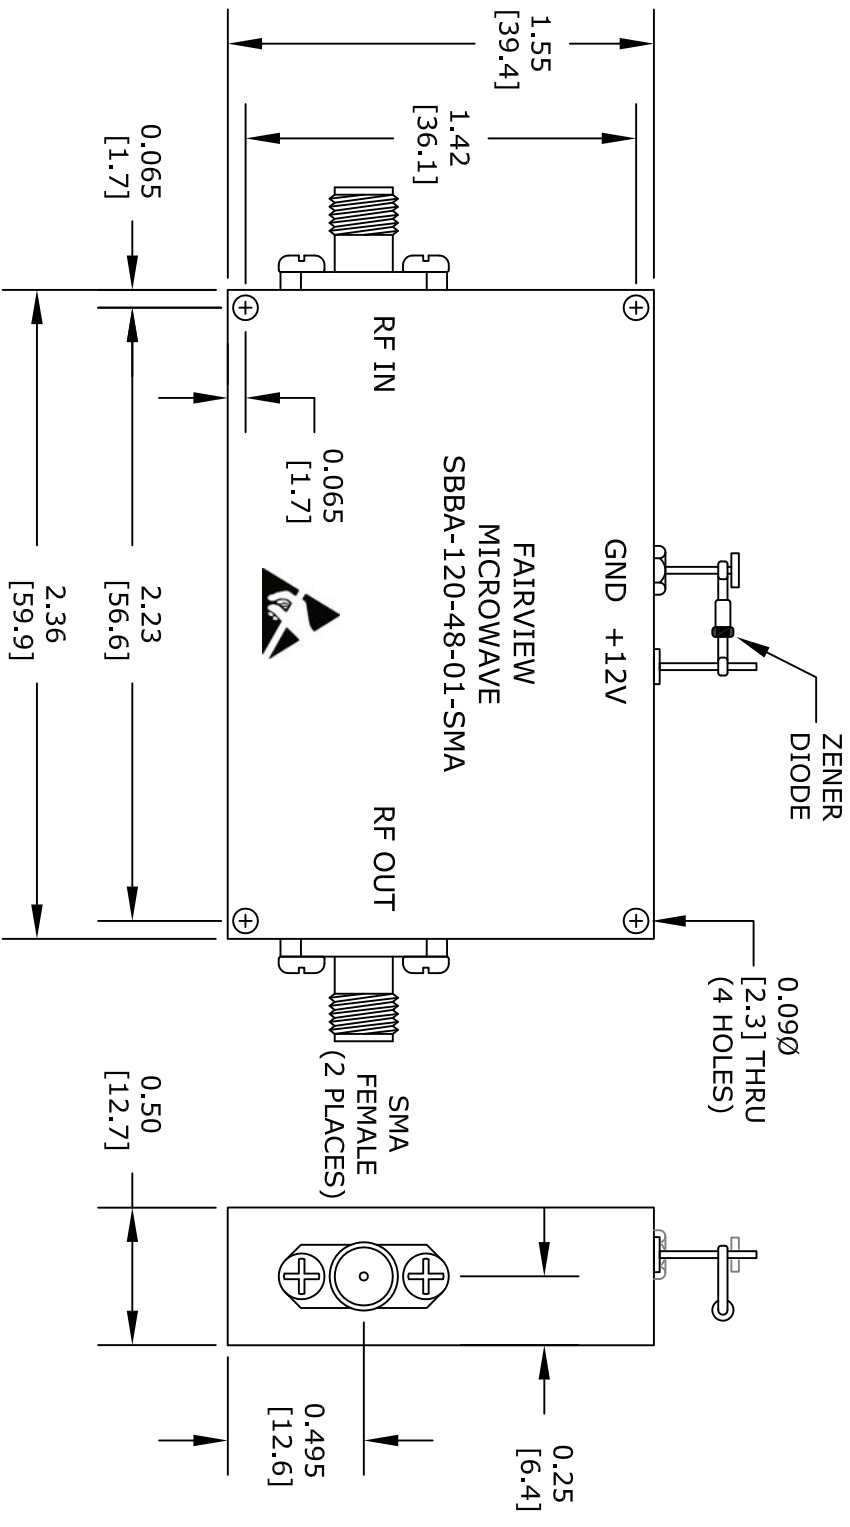 ZENER
DIODE
0.09Ø
[2.3] THRU
(4 HOLES)
1.55
[39.4]
1.42
[36.1]
GND +12V
FAIRVIEW
MICROWAVE
SBBA-120-48-01-SMA
RF IN
RF OUT
SMA
FEMALE
(2 PLACES)
0.065
[1.7]
0.065
[1.7]
2.23
[56.6]
2.36
[59.9]
0.50
[12.7]
0.25
[6.4]
0.495
[12.6]